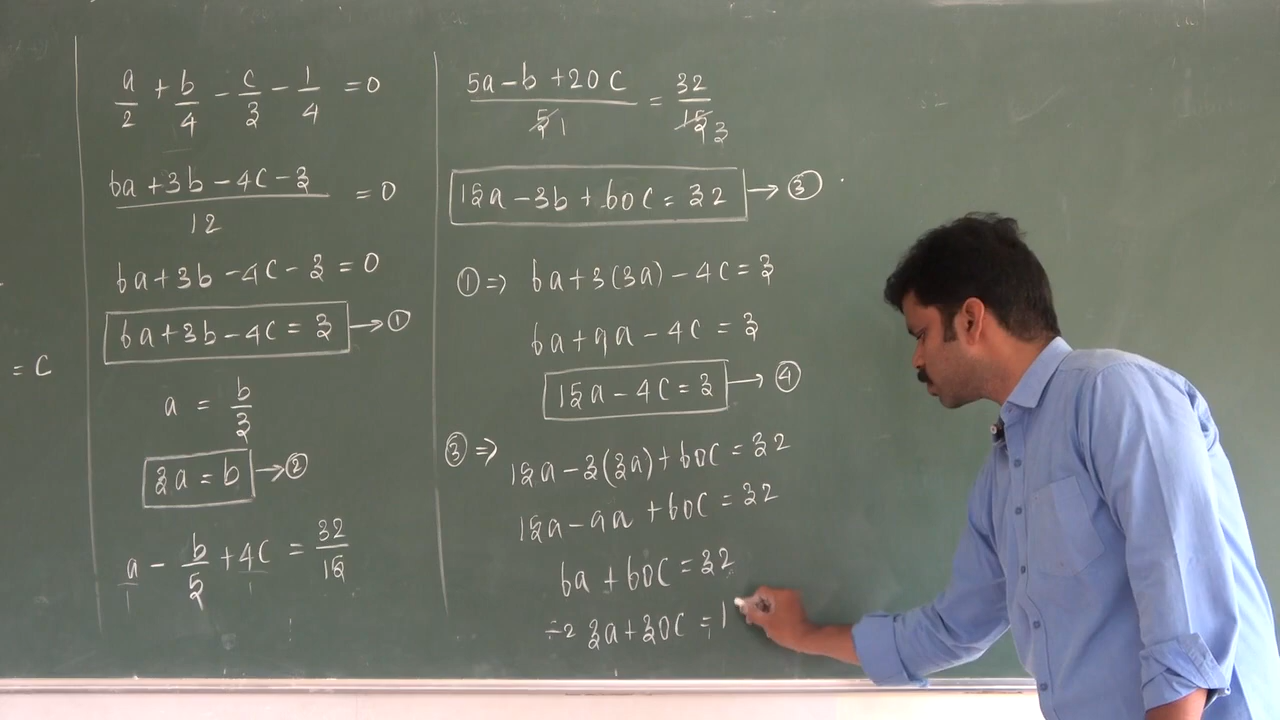 = C
a/2 + b/4 - c/3 - 1/4 = 0
6a + 3b - 4C - 3 / 12 = 0
6a + 3b - 4C - 3 = 0
6a + 3b - 4C = 3 → ①
a = b/3
3a = b → ②
a/1 - b/5 + 4C/1 = 32/15
5a - b + 20C / 5 1 = 32 / 15 3
15a - 3b + 60C = 32 → ③
① ⇒ 6a + 3(3a) - 4C = 3
6a + 9a - 4C = 3
15a - 4C = 3 → ④
③ ⇒ 15a - 3(3a) + 60C = 32
15a - 9a + 60C = 32
6a + 60C = 32
÷2 3a + 30C = 1